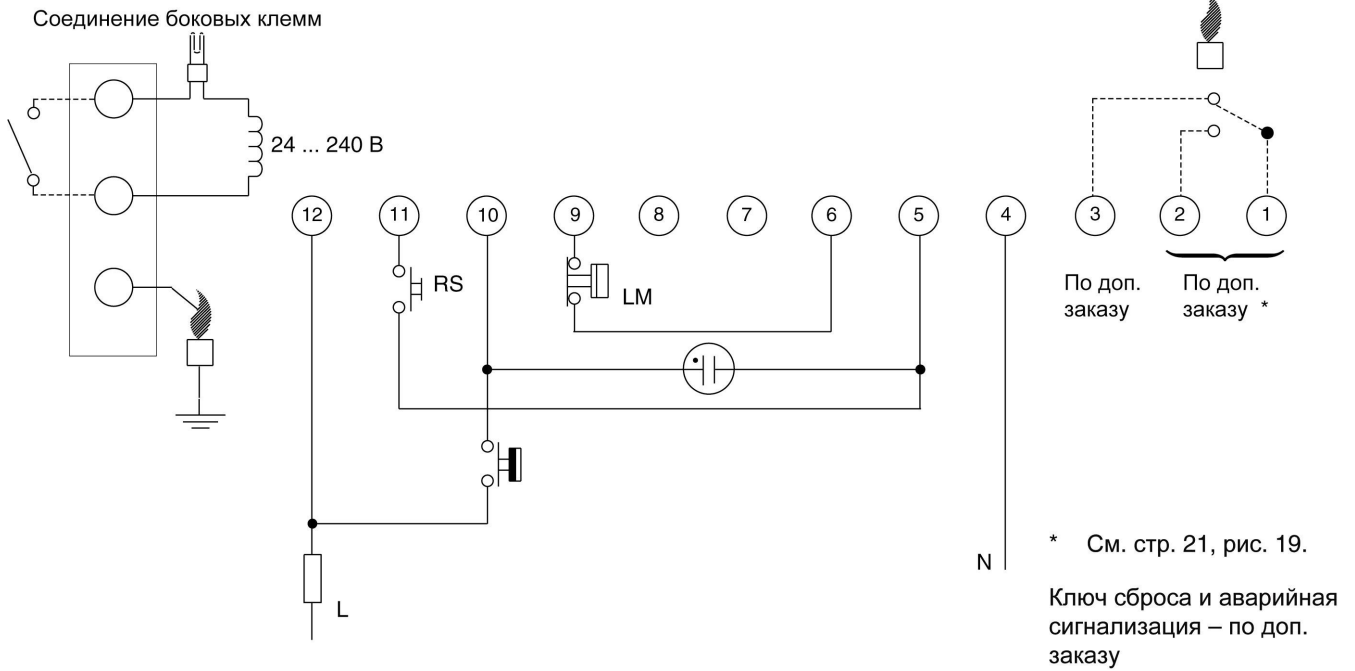 Соединение боковых клемм
24 ... 240 В
12 11 10 9 8 7 6 5 4 3 2 1
RS
LM
По доп.
заказу
По доп.
заказу *
N
L
* См. стр. 21, рис. 19.
Ключ сброса и аварийная
сигнализация – по доп.
заказу